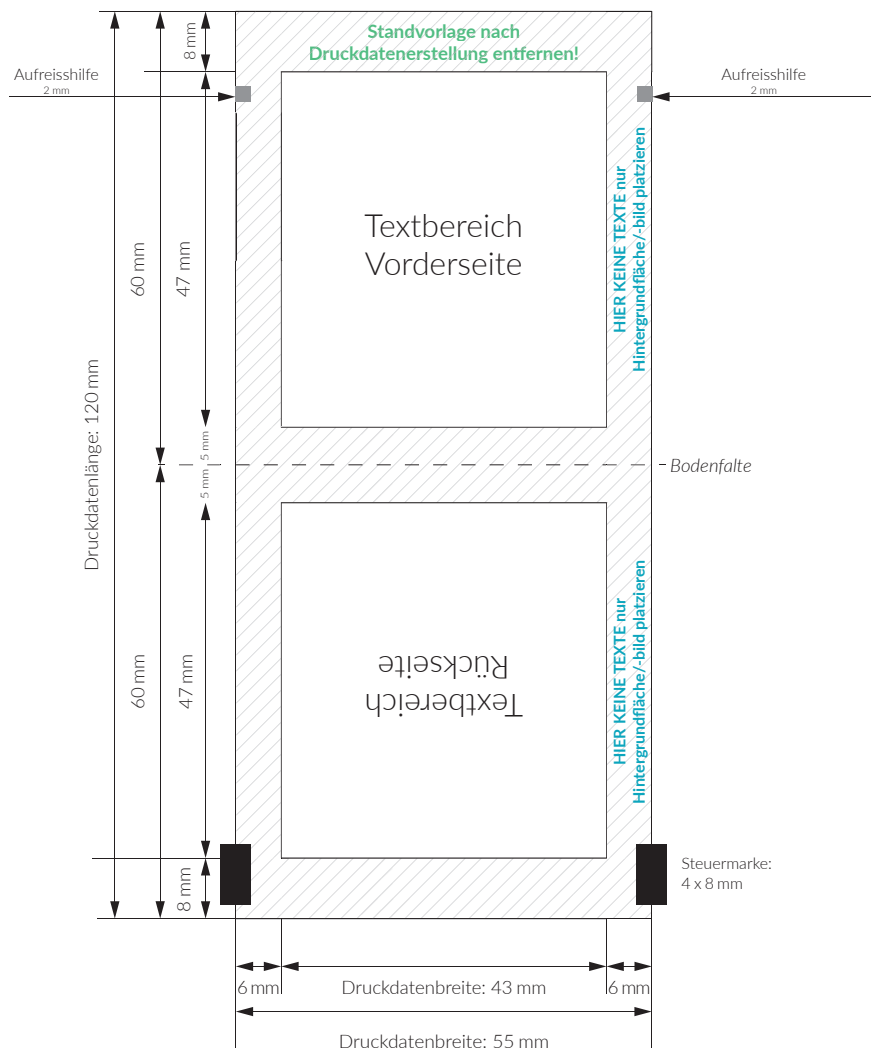 Standvorlage nach
Druckdatenerstellung entfernen!
8 mm
Aufreisshilfe
2 mm
Aufreisshilfe
2 mm
Textbereich
Vorderseite
HIER KEINE TEXTE nur
Hintergrundfläche/-bild platzieren
60 mm
47 mm
Druckdatenlänge: 120 mm
5 mm
5 mm
Bodenfalte
60 mm
47 mm
Textbereich
Rückseite
HIER KEINE TEXTE nur
Hintergrundfläche/-bild platzieren
8 mm
Steuermarke:
4 x 8 mm
6 mm
Druckdatenbreite: 43 mm
6 mm
Druckdatenbreite: 55 mm